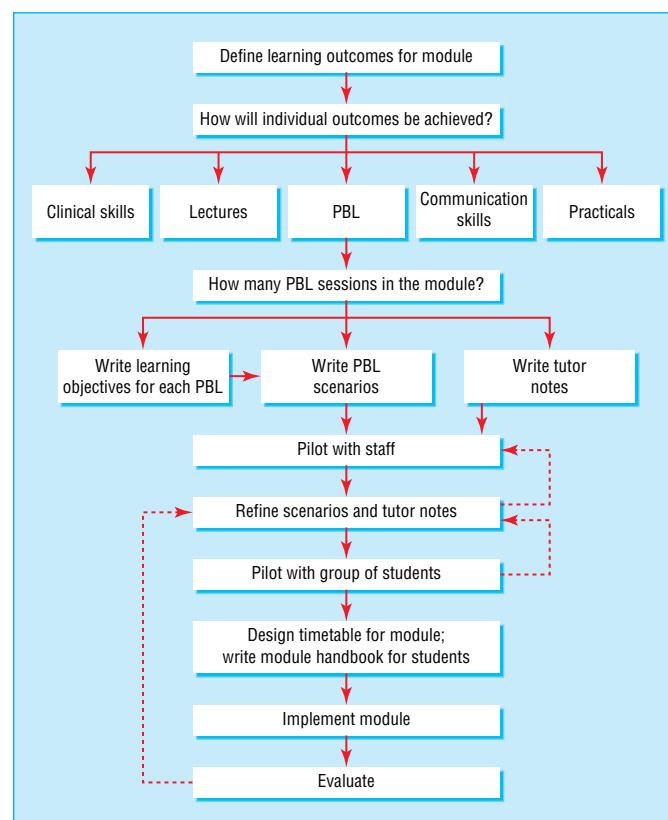 Define learning outcomes for module
How will individual outcomes be achieved?
Clinical skills
Lectures
PBL
Communication
skills
Practicals
How many PBL sessions in the module?
Write learning
objectives for each PBL
Write PBL
scenarios
Write tutor
notes
Pilot with staff
Refine scenarios and tutor notes
Pilot with group of students
Design timetable for module;
write module handbook for students
Implement module
Evaluate